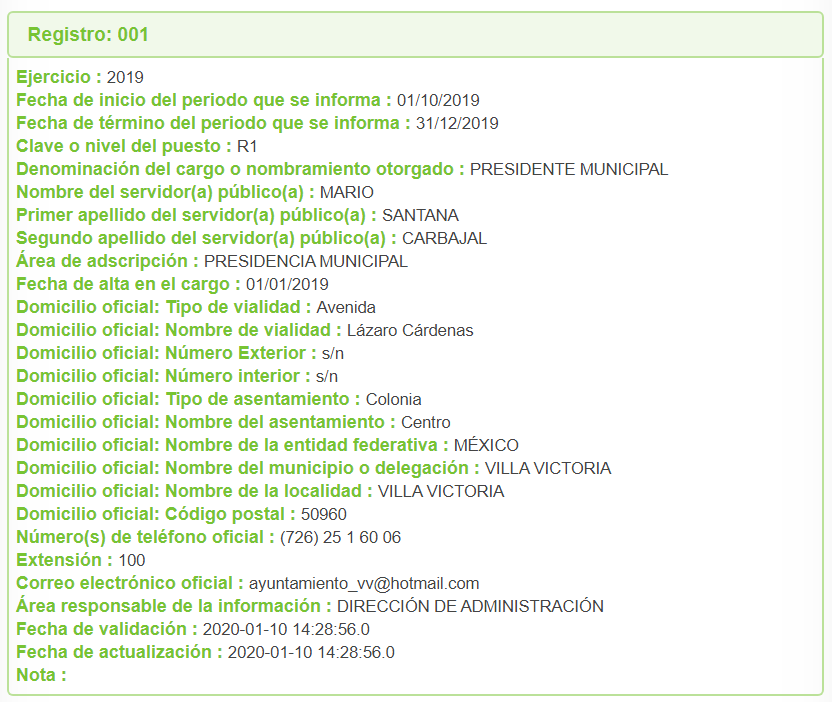 Registro: 001
Ejercicio : 2019
Fecha de inicio del periodo que se informa : 01/10/2019
Fecha de término del periodo que se informa : 31/12/2019
Clave o nivel del puesto : R1
Denominación del cargo o nombramiento otorgado : PRESIDENTE MUNICIPAL
Nombre del servidor(a) público(a) : MARIO
Primer apellido del servidor(a) público(a) : SANTANA
Segundo apellido del servidor(a) público(a) : CARBAJAL
Área de adscripción : PRESIDENCIA MUNICIPAL
Fecha de alta en el cargo : 01/01/2019
Domicilio oficial: Tipo de vialidad : Avenida
Domicilio oficial: Nombre de vialidad : Lázaro Cárdenas
Domicilio oficial: Número Exterior : s/n
Domicilio oficial: Número interior : s/n
Domicilio oficial: Tipo de asentamiento : Colonia
Domicilio oficial: Nombre del asentamiento : Centro
Domicilio oficial: Nombre de la entidad federativa : MÉXICO
Domicilio oficial: Nombre del municipio o delegación : VILLA VICTORIA
Domicilio oficial: Nombre de la localidad : VILLA VICTORIA
Domicilio oficial: Código postal : 50960
Número(s) de teléfono oficial : (726) 25 1 60 06
Extensión : 100
Correo electrónico oficial : ayuntamiento_vv@hotmail.com
Área responsable de la información : DIRECCIÓN DE ADMINISTRACIÓN
Fecha de validación : 2020-01-10 14:28:56.0
Fecha de actualización : 2020-01-10 14:28:56.0
Nota :